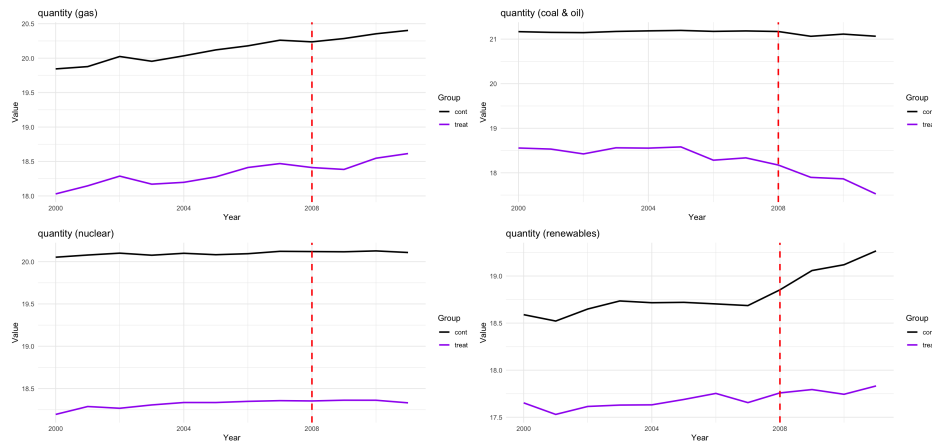 quantity (gas)
20.5
20.0
19.5
19.0
18.5
18.0
Value
2000
2004
2008
Year
Group
cont
treat
quantity (coal & oil)
21
20
19
18
Value
2000
2004
2008
Year
Group
quantity (nuclear)
20.0
19.5
19.0
18.5
Value
2000
2004
2008
Year
Group
cont
treat
quantity (renewables)
19.0
18.5
18.0
17.5
Value
2000
2004
2008
Year
Group